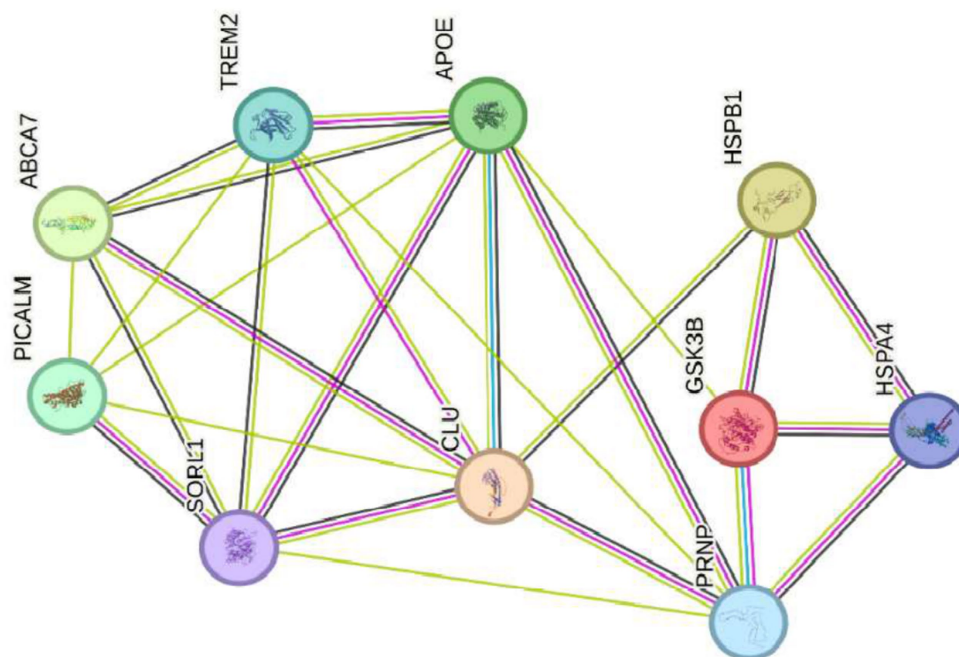 TREM2
APOE
ABCA7
HSPB1
PICALM
GSK3B
HSPA4
SORL1
CLU
PRNP